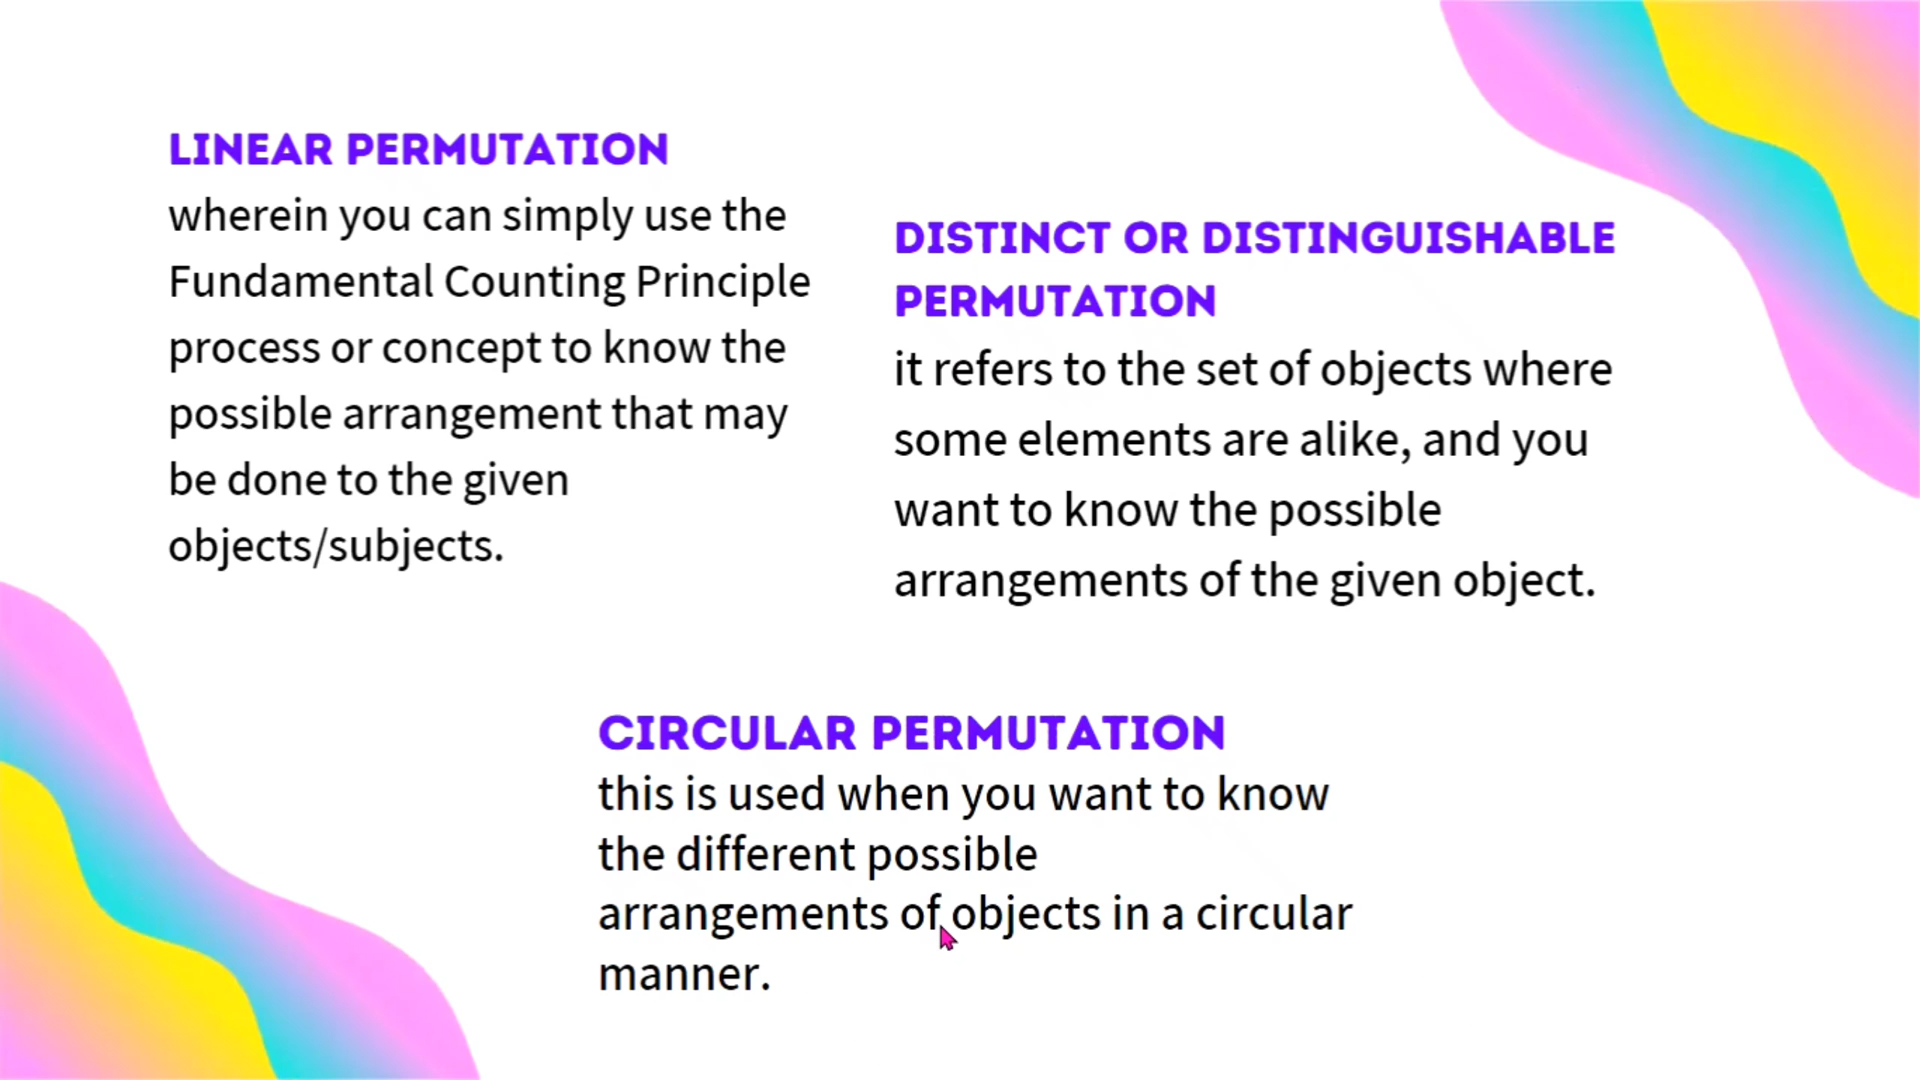 LINEAR PERMUTATION
wherein you can simply use the
Fundamental Counting Principle
process or concept to know the
possible arrangement that may
be done to the given
objects/subjects.
DISTINCT OR DISTINGUISHABLE
PERMUTATION
it refers to the set of objects where
some elements are alike, and you
want to know the possible
arrangements of the given object.
CIRCULAR PERMUTATION
this is used when you want to know
the different possible
arrangements of objects in a circular
manner.